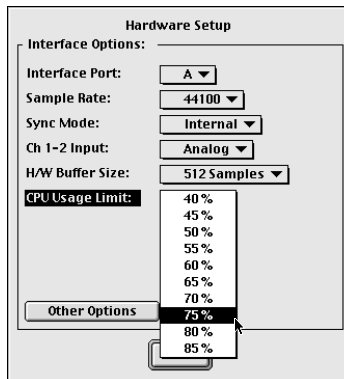 Hardware Setup
Interface Options:
Interface Port: A
Sample Rate: 44100
Sync Mode: Internal
Ch 1-2 Input: Analog
H/W Buffer Size: 512 Samples
CPU Usage Limit:
40%
45%
50%
55%
60%
65%
70%
75%
80%
85%
Other Options